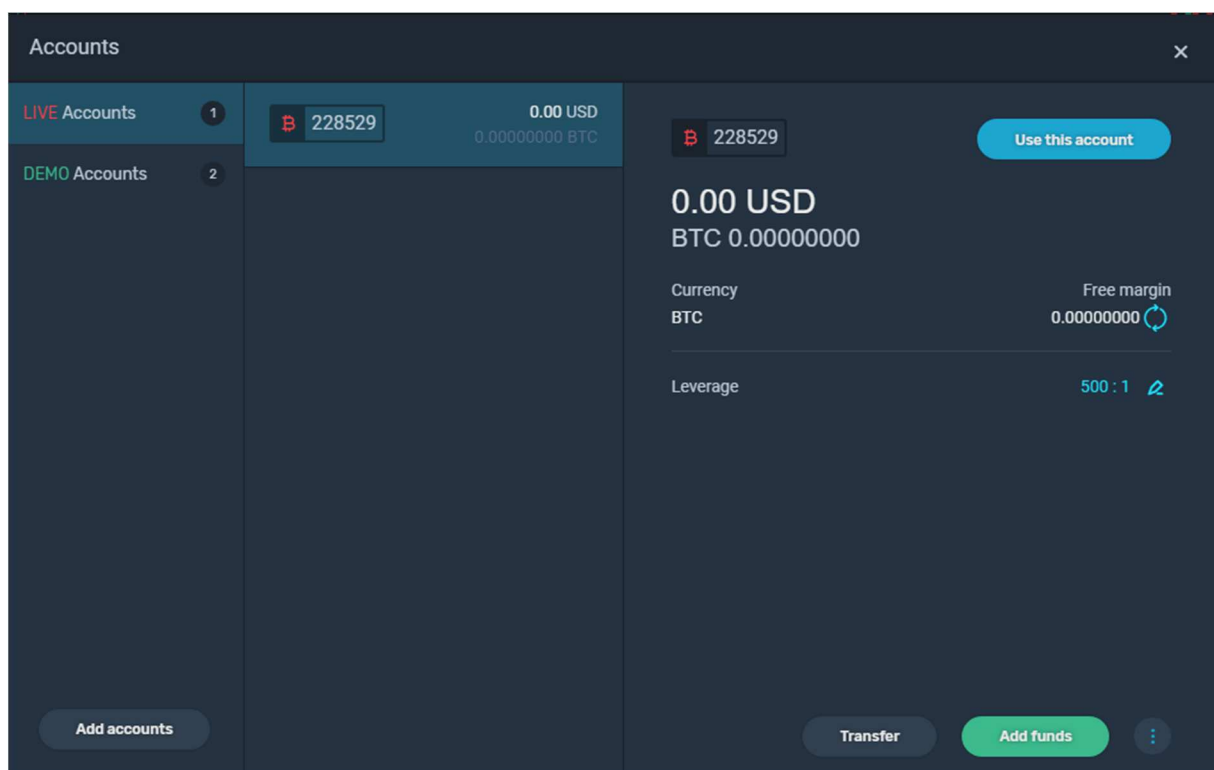 Accounts
LIVE Accounts 1
DEMO Accounts 2
Add accounts
228529 0.00 USD
0.00000000 BTC
228529 Use this account
0.00 USD
BTC 0.00000000
Currency Free margin
BTC 0.00000000
Leverage 500 : 1
Transfer Add funds